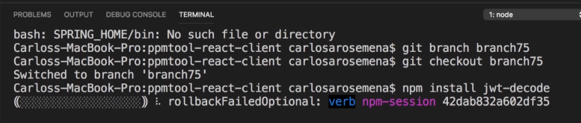 PROBLEMS OUTPUT DEBUG CONSOLE TERMINAL 1: node
bash: SPRING_HOME/bin: No such file or directory
Carloss-MacBook-Pro:ppmtool-react-client carlosarosemena$ git branch branch75
Carloss-MacBook-Pro:ppmtool-react-client carlosarosemena$ git checkout branch75
Switched to branch 'branch75'
Carloss-MacBook-Pro:ppmtool-react-client carlosarosemena$ npm install jwt-decode
(░░░░░░░░░░░░░░░░░░) ⠧ rollbackFailedOptional: verb npm-session 42dab832a602df35